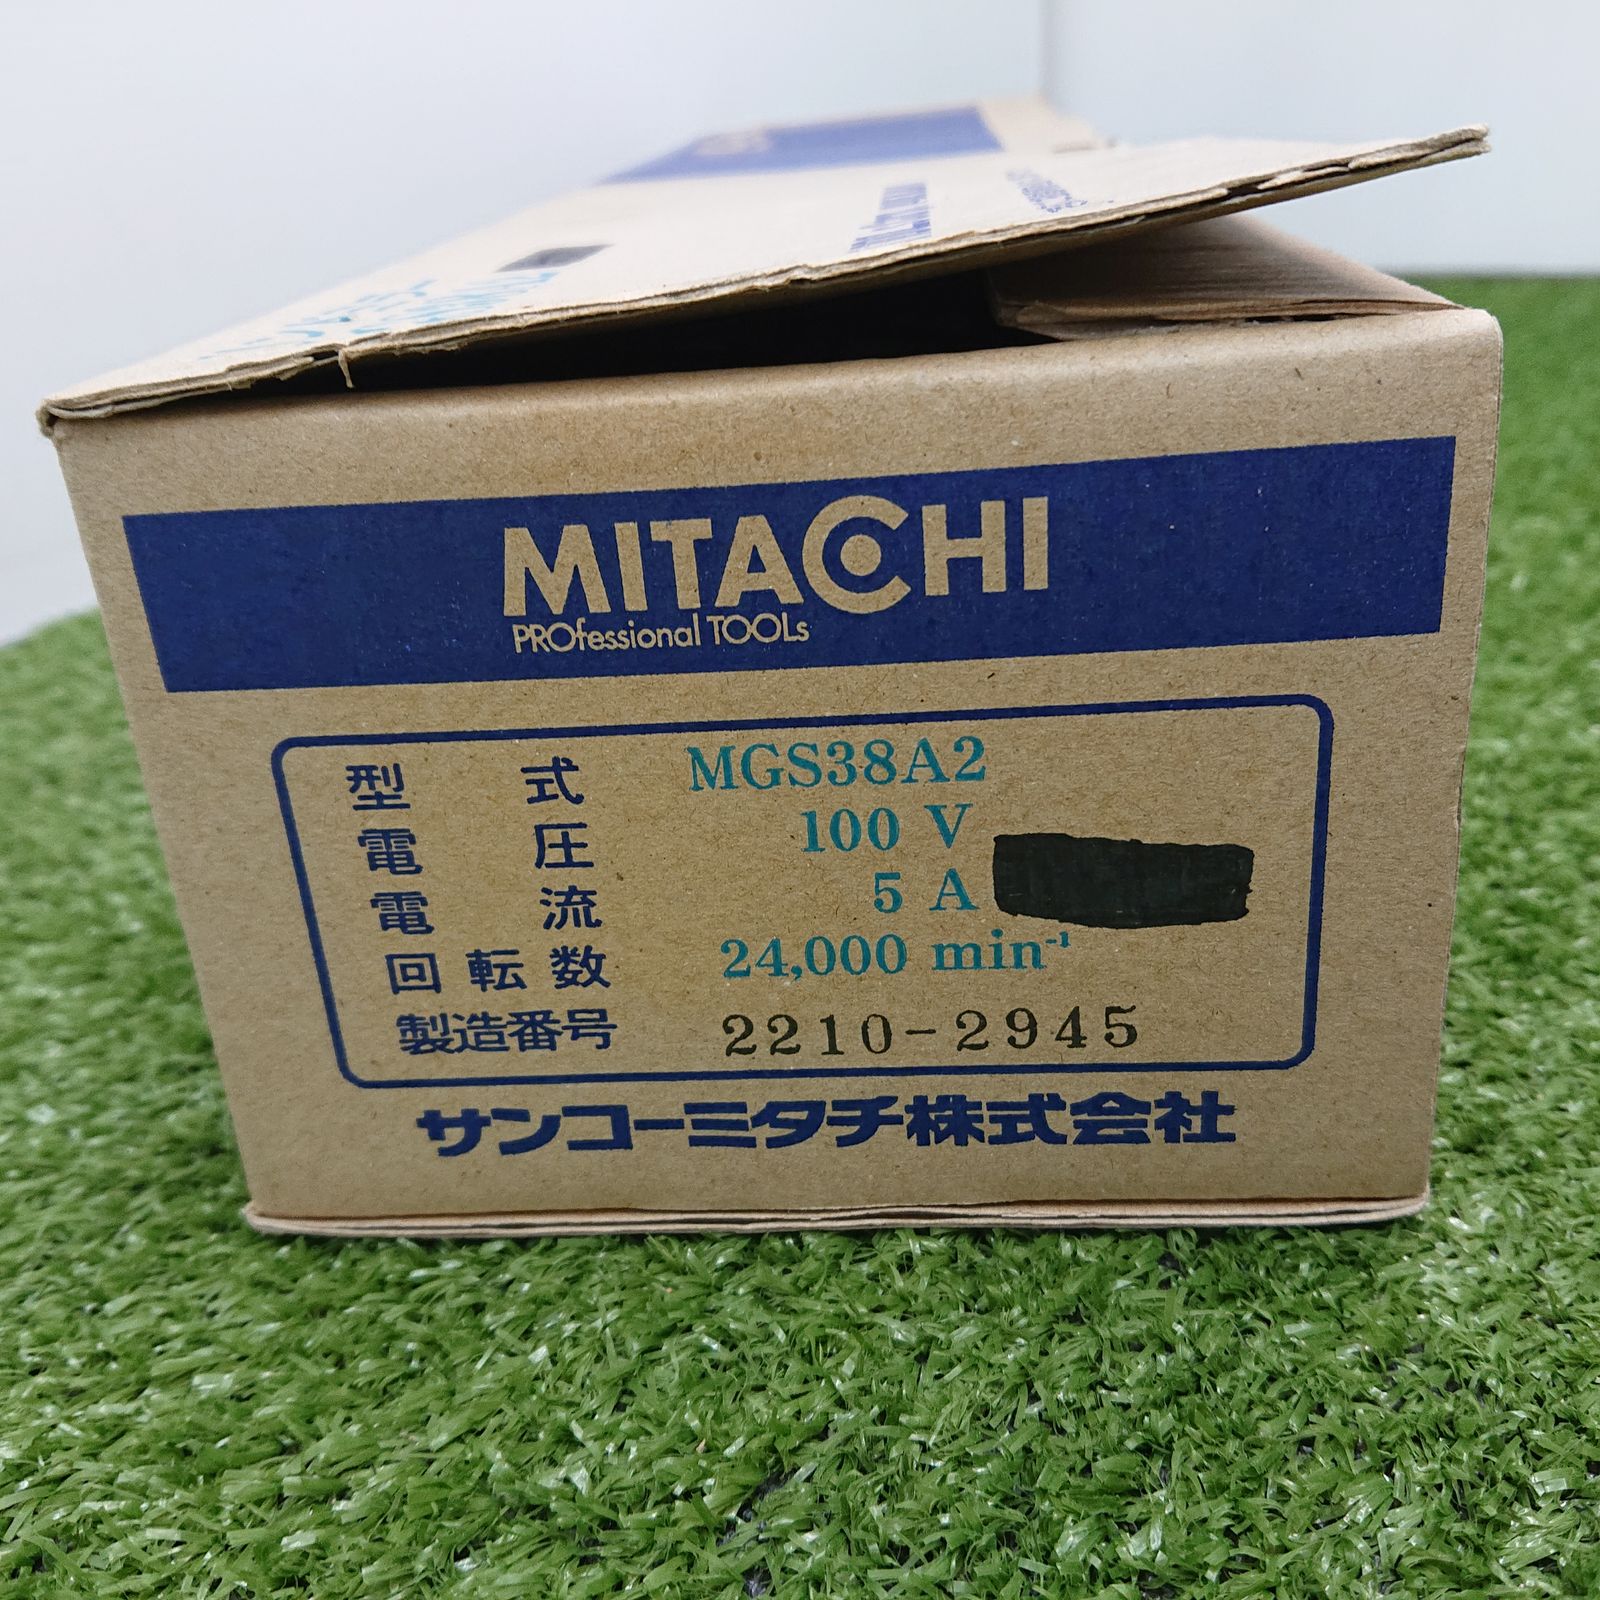 MITACHI
PROfessional TOOLs
型式 MGS38A2
電圧 100 V
電流 5 A
回転数 24,000 min⁻¹
製造番号 2210-2945
サンコーミタチ株式会社